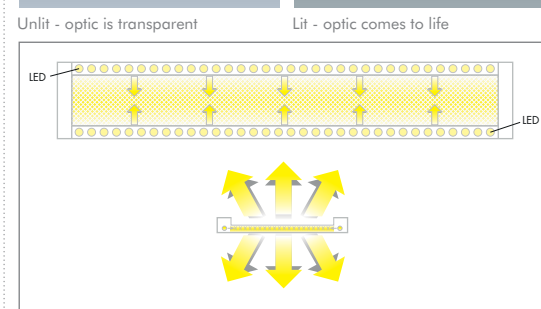 Unlit - optic is transparent
Lit - optic comes to life
LED
LED